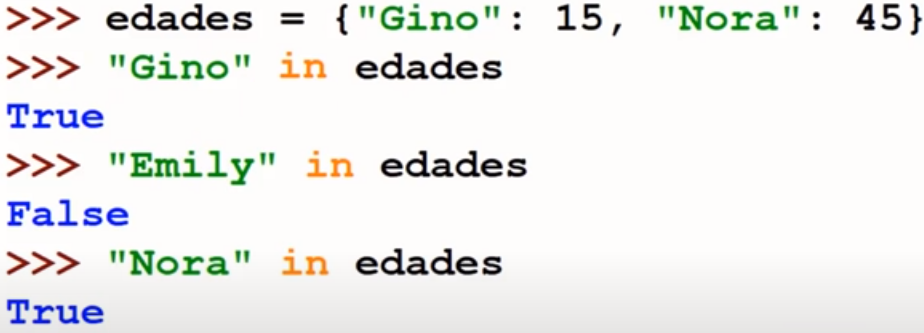 >>> edades = {"Gino": 15, "Nora": 45}
>>> "Gino" in edades
True
>>> "Emily" in edades
False
>>> "Nora" in edades
True